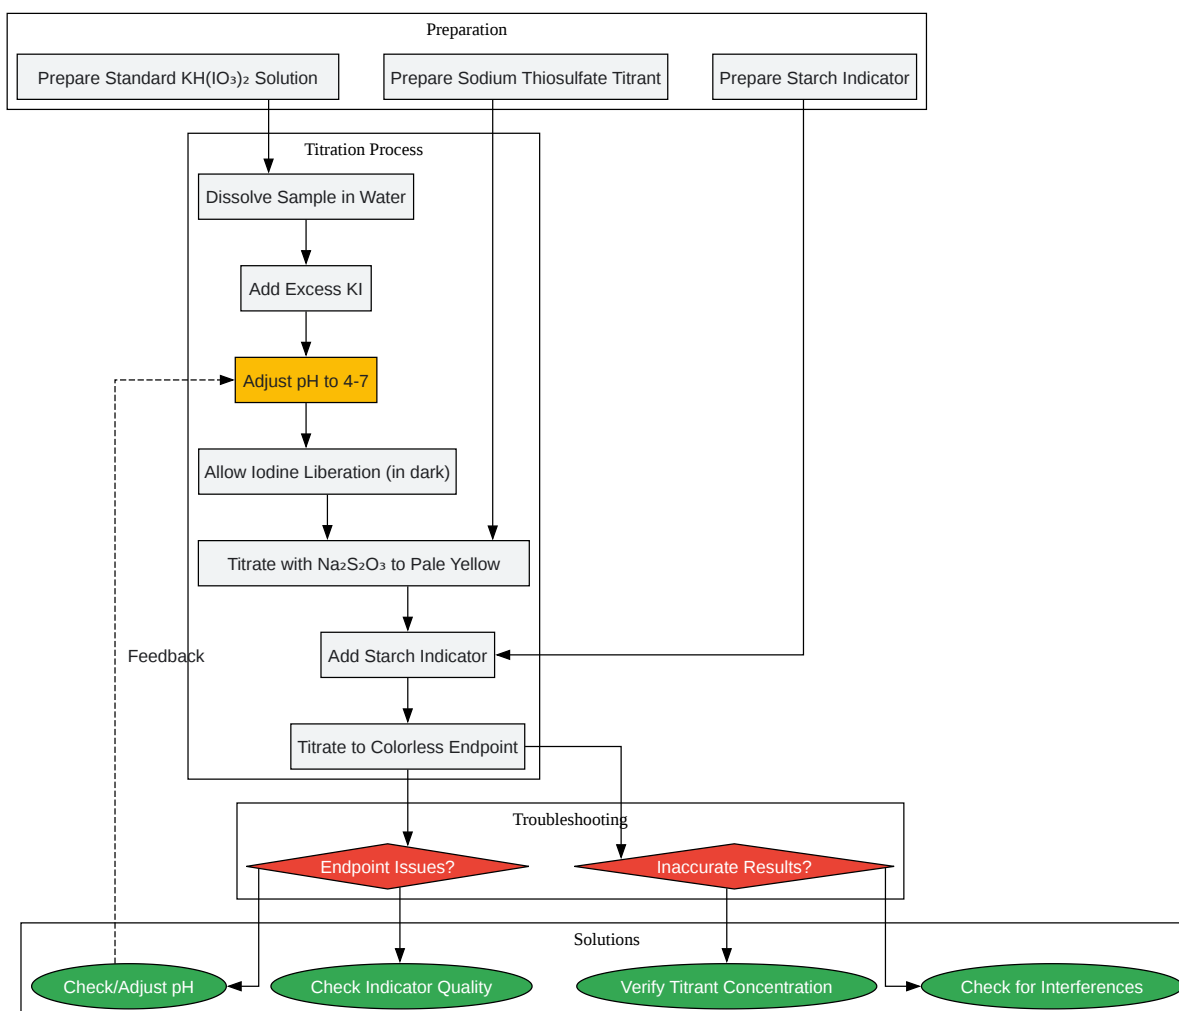 Preparation
Prepare Standard KH(IO₃)₂ Solution
Prepare Sodium Thiosulfate Titrant
Prepare Starch Indicator
Titration Process
Dissolve Sample in Water
Add Excess KI
Adjust pH to 4-7
Allow Iodine Liberation (in dark)
Titrate with Na₂S₂O₃ to Pale Yellow
Feedback
Add Starch Indicator
Titrate to Colorless Endpoint
Troubleshooting
Endpoint Issues?
Inaccurate Results?
Solutions
Check/Adjust pH
Check Indicator Quality
Verify Titrant Concentration
Check for Interferences